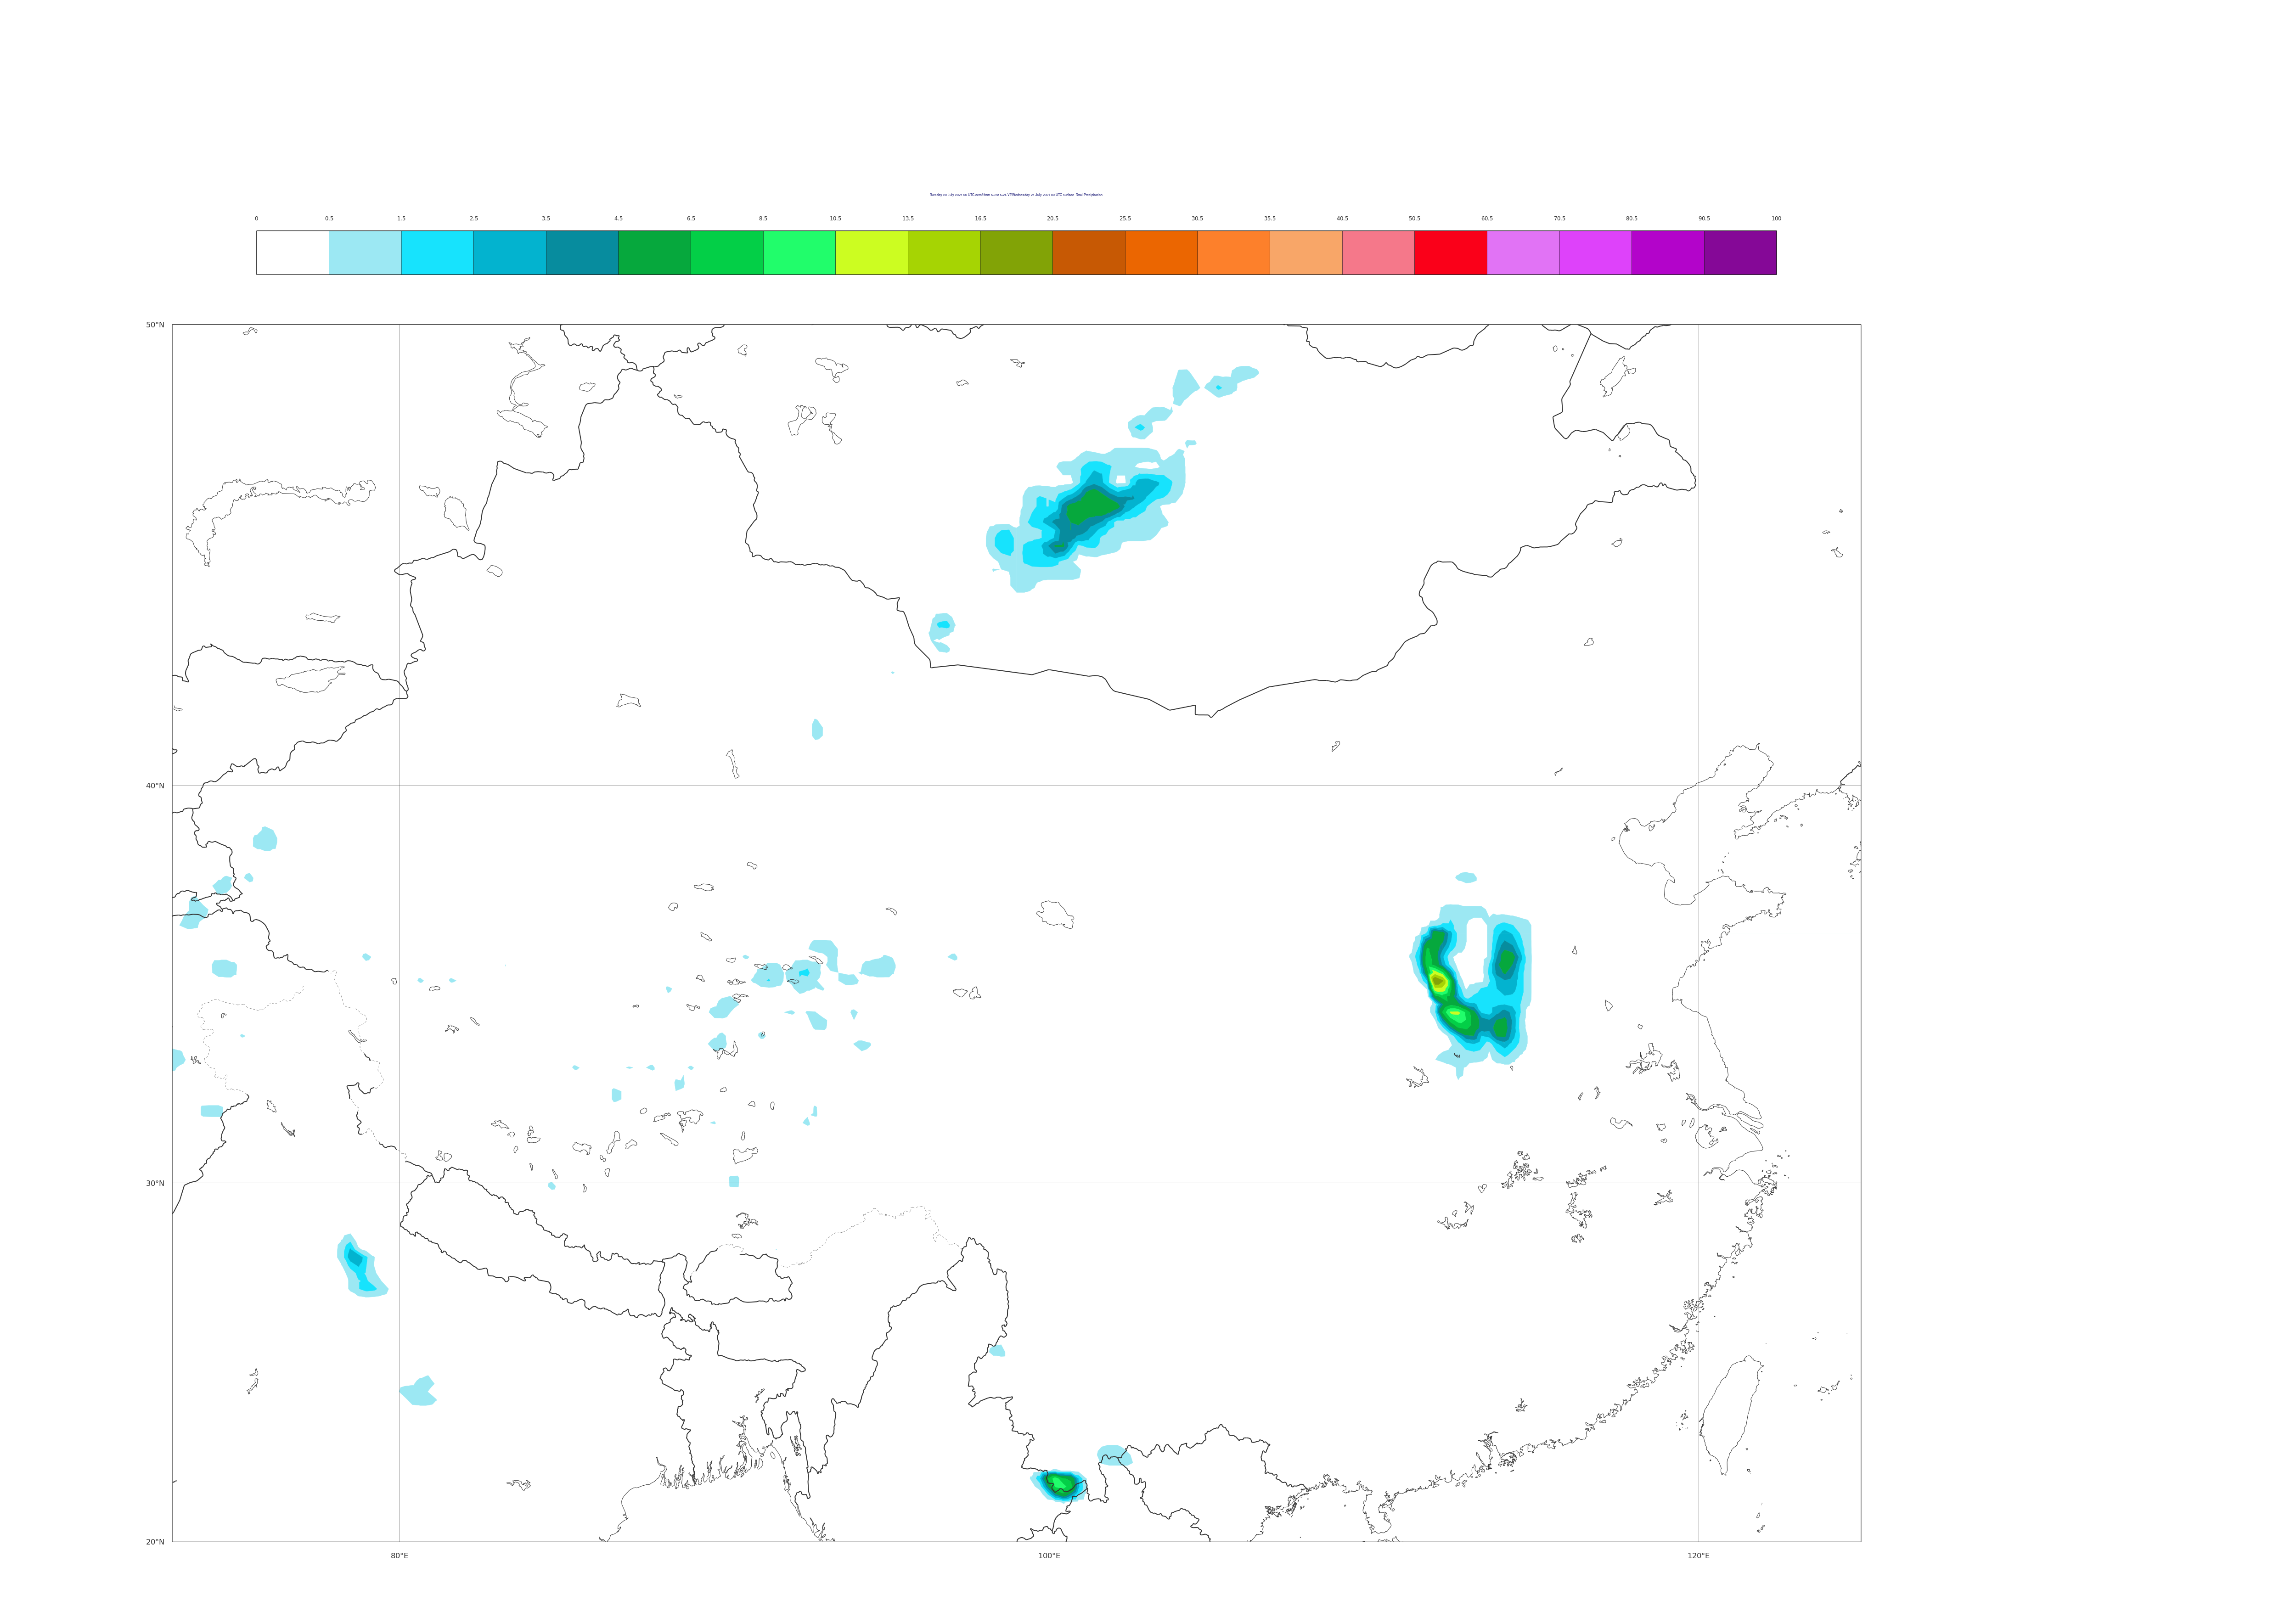 Tuesday 20 July 2021 00 UTC ecmf t+24 VT:Wednesday 21 July 2021 00 UTC surface Total Precipitation
0 0.5 1.5 2.5 3.5 4.5 6.5 8.5 10.5 13.5 16.5 20.5 25.5 30.5 35.5 40.5 50.5 60.5 70.5 80.5 90.5 100
50°N
40°N
30°N
20°N
80°E 100°E 120°E